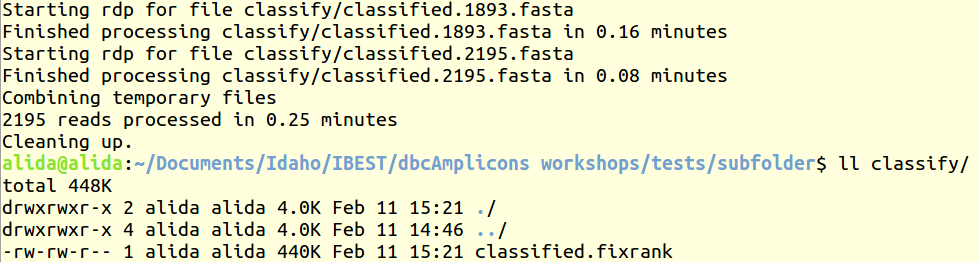 Starting rdp for file classify/classified.1893.fasta
Finished processing classify/classified.1893.fasta in 0.16 minutes
Starting rdp for file classify/classified.2195.fasta
Finished processing classify/classified.2195.fasta in 0.08 minutes
Combining temporary files
2195 reads processed in 0.25 minutes
Cleaning up.
alida@alida:~/Documents/Idaho/IBEST/dbcAmplicons workshops/tests/subfolder$ ll classify/
total 448K
drwxrwxr-x 2 alida alida 4.0K Feb 11 15:21 ./
drwxrwxr-x 4 alida alida 4.0K Feb 11 14:46 ../
-rw-rw-r-- 1 alida alida 440K Feb 11 15:21 classified.fixrank